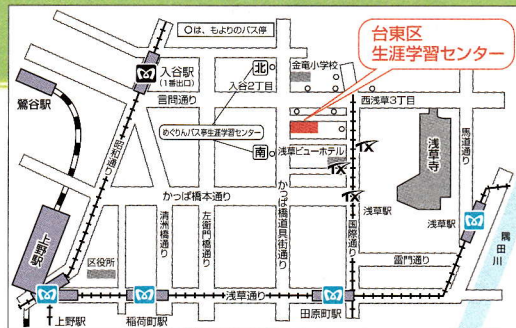 〇は、もよりのバス停
台東区
生涯学習センター
金竜小学校
北
入谷駅
(1番出口)
入谷2丁目
鶯谷駅
言問通り
西浅草3丁目
めぐりんバス停生涯学習センター
南
浅草ビューホテル
TX
TX
昭和通り
馬道通り
浅草寺
かっぱ橋本通り
清洲橋通り
左衛門橋通り
かっぱ橋道具街通り
国際通り
浅草駅
浅草駅
隅田川
上野駅
区役所
雷門通り
浅草通り
上野駅
稲荷町駅
田原町駅